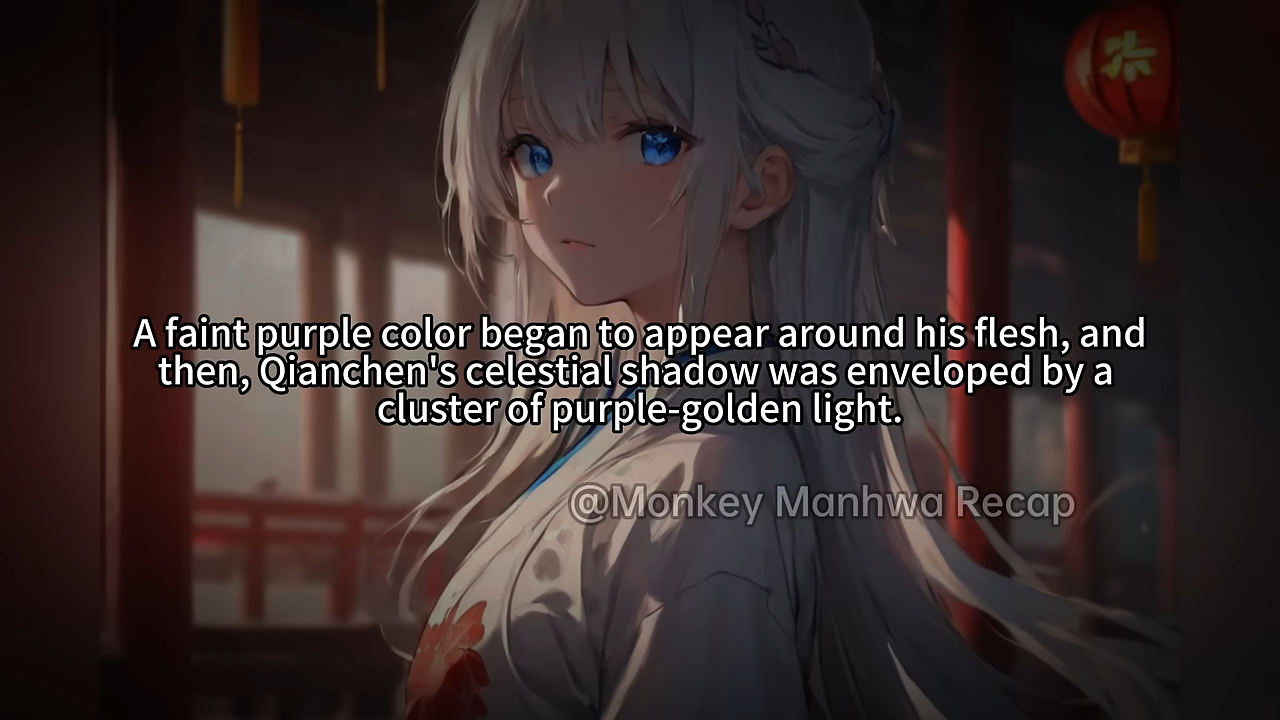 A faint purple color began to appear around his flesh, and
then, Qianchen's celestial shadow was enveloped by a
cluster of purple-golden light.
@Monkey Manhwa Recap